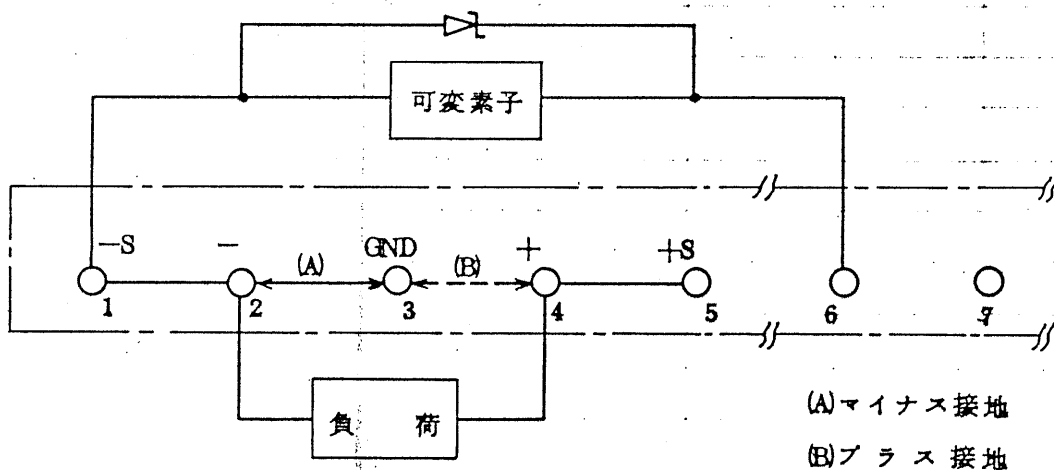 可変素子
−S − GND + +S
(A) (B)
1 2 3 4 5 6 7
負 荷
(A)マイナス接地
(B)プラス接地